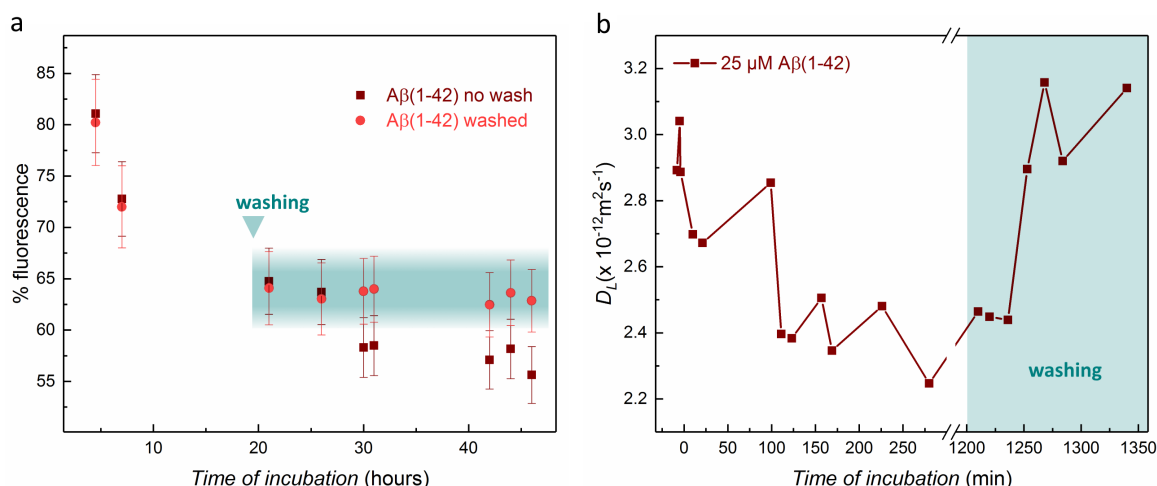 a
85
80
75
70
65
60
55
% fluorescence
Aβ(1-42) no wash
Aβ(1-42) washed
washing
10
20
30
40
Time of incubation (hours)
b
3.2
3.0
2.8
2.6
2.4
2.2
D_L(x 10⁻¹²m²s⁻¹)
25 µM Aβ(1-42)
washing
0
50
100
150
200
250
1200
1250
1300
1350
Time of incubation (min)